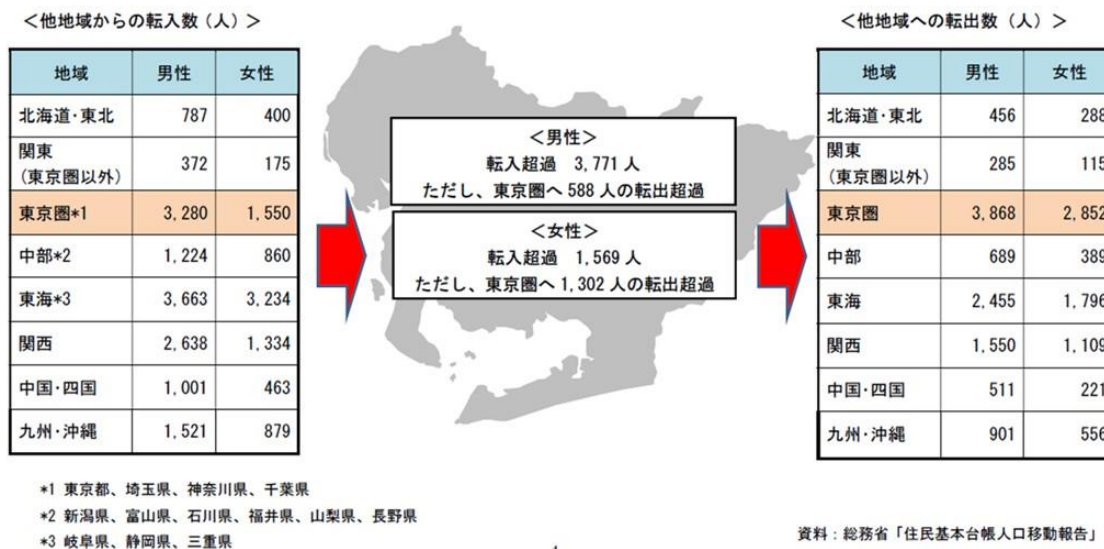 ＜他地域からの転入数（人）＞
地域 男性 女性
北海道・東北 787 400
関東
（東京圏以外） 372 175
東京圏*1 3,280 1,550
中部*2 1,224 860
東海*3 3,663 3,234
関西 2,638 1,334
中国・四国 1,001 463
九州・沖縄 1,521 879
＜男性＞
転入超過 3,771 人
ただし、東京圏へ 588 人の転出超過
＜女性＞
転入超過 1,569 人
ただし、東京圏へ 1,302 人の転出超過
＜他地域への転出数（人）＞
地域 男性 女性
北海道・東北 456 288
関東
（東京圏以外） 285 115
東京圏 3,868 2,852
中部 689 389
東海 2,455 1,796
関西 1,550 1,109
中国・四国 511 221
九州・沖縄 901 556
*1 東京都、埼玉県、神奈川県、千葉県
*2 新潟県、富山県、石川県、福井県、山梨県、長野県
*3 岐阜県、静岡県、三重県
資料：総務省「住民基本台帳人口移動報告」